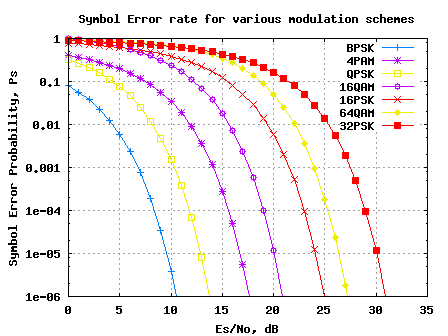 Symbol Error rate for various modulation schemes
Symbol Error Probability, Ps
1
0.1
0.01
0.001
1e-04
1e-05
1e-06
BPSK
4PAM
QPSK
16QAM
16PSK
64QAM
32PSK
0 5 10 15 20 25 30 35
Es/No, dB